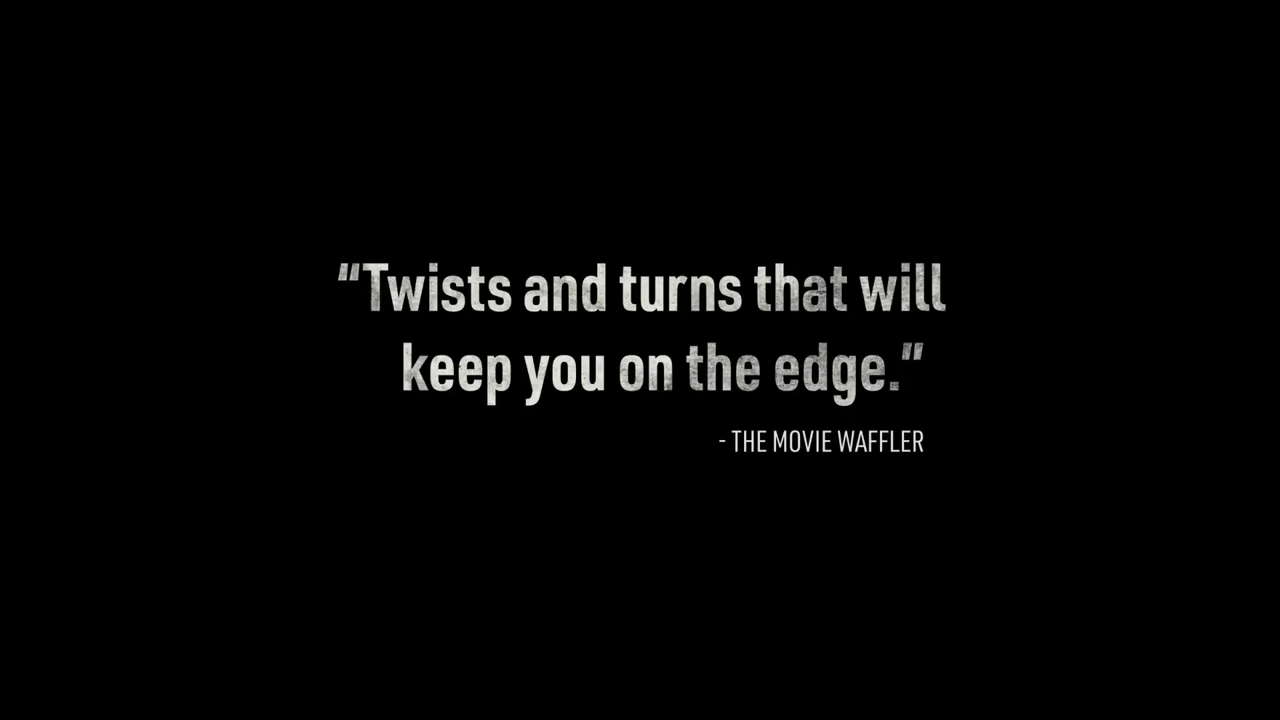 “Twists and turns that will
keep you on the edge.”
- THE MOVIE WAFFLER